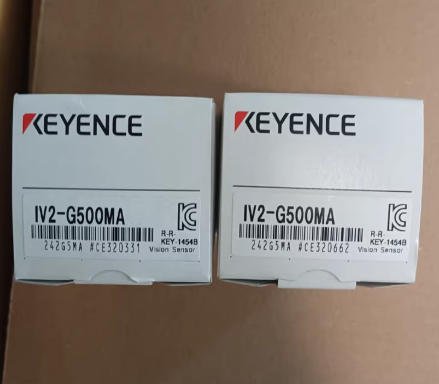 KEYENCE
IV2-G500MA
R-R-
KEY-1454B
242G5MA #CE320331
Vision Sensor
KEYENCE
IV2-G500MA
R-R-
KEY-1454B
242G5MA #CE320662
Vision Sensor